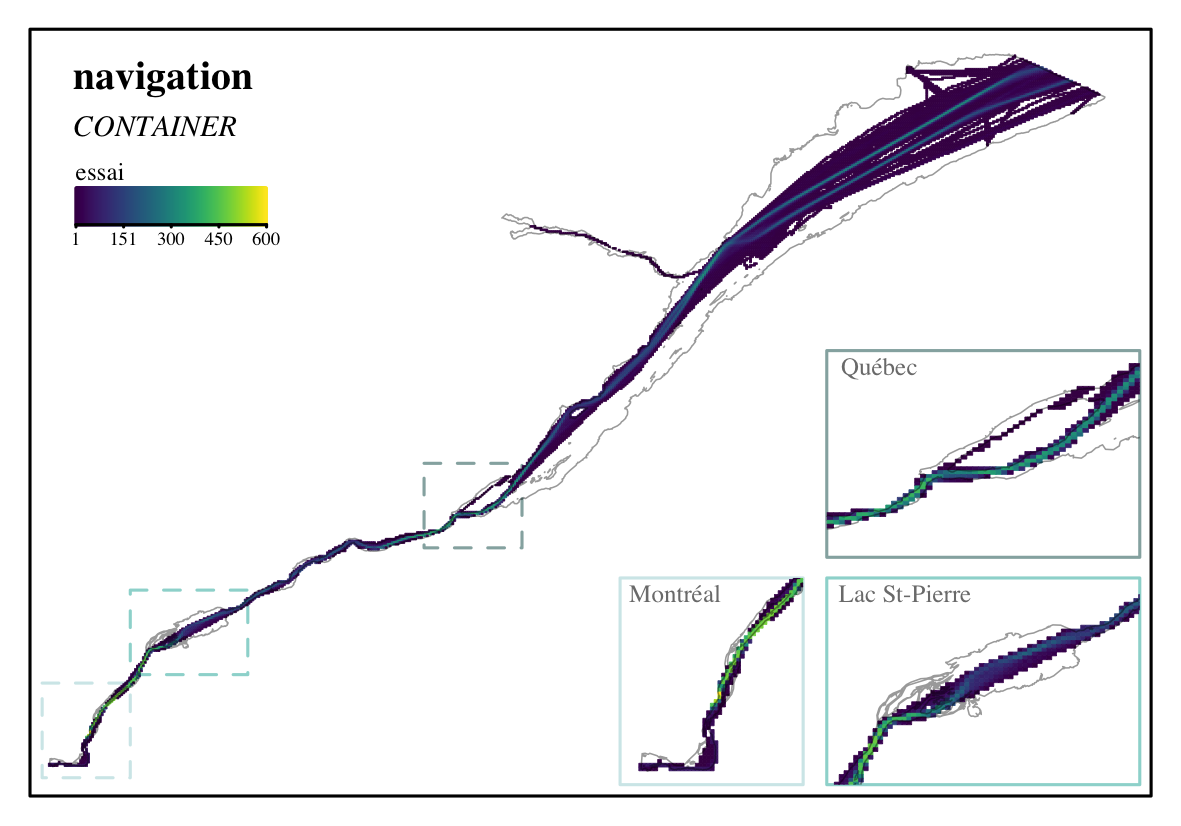 navigation
CONTAINER
essai
1 151 300 450 600
Québec
Montréal
Lac St-Pierre